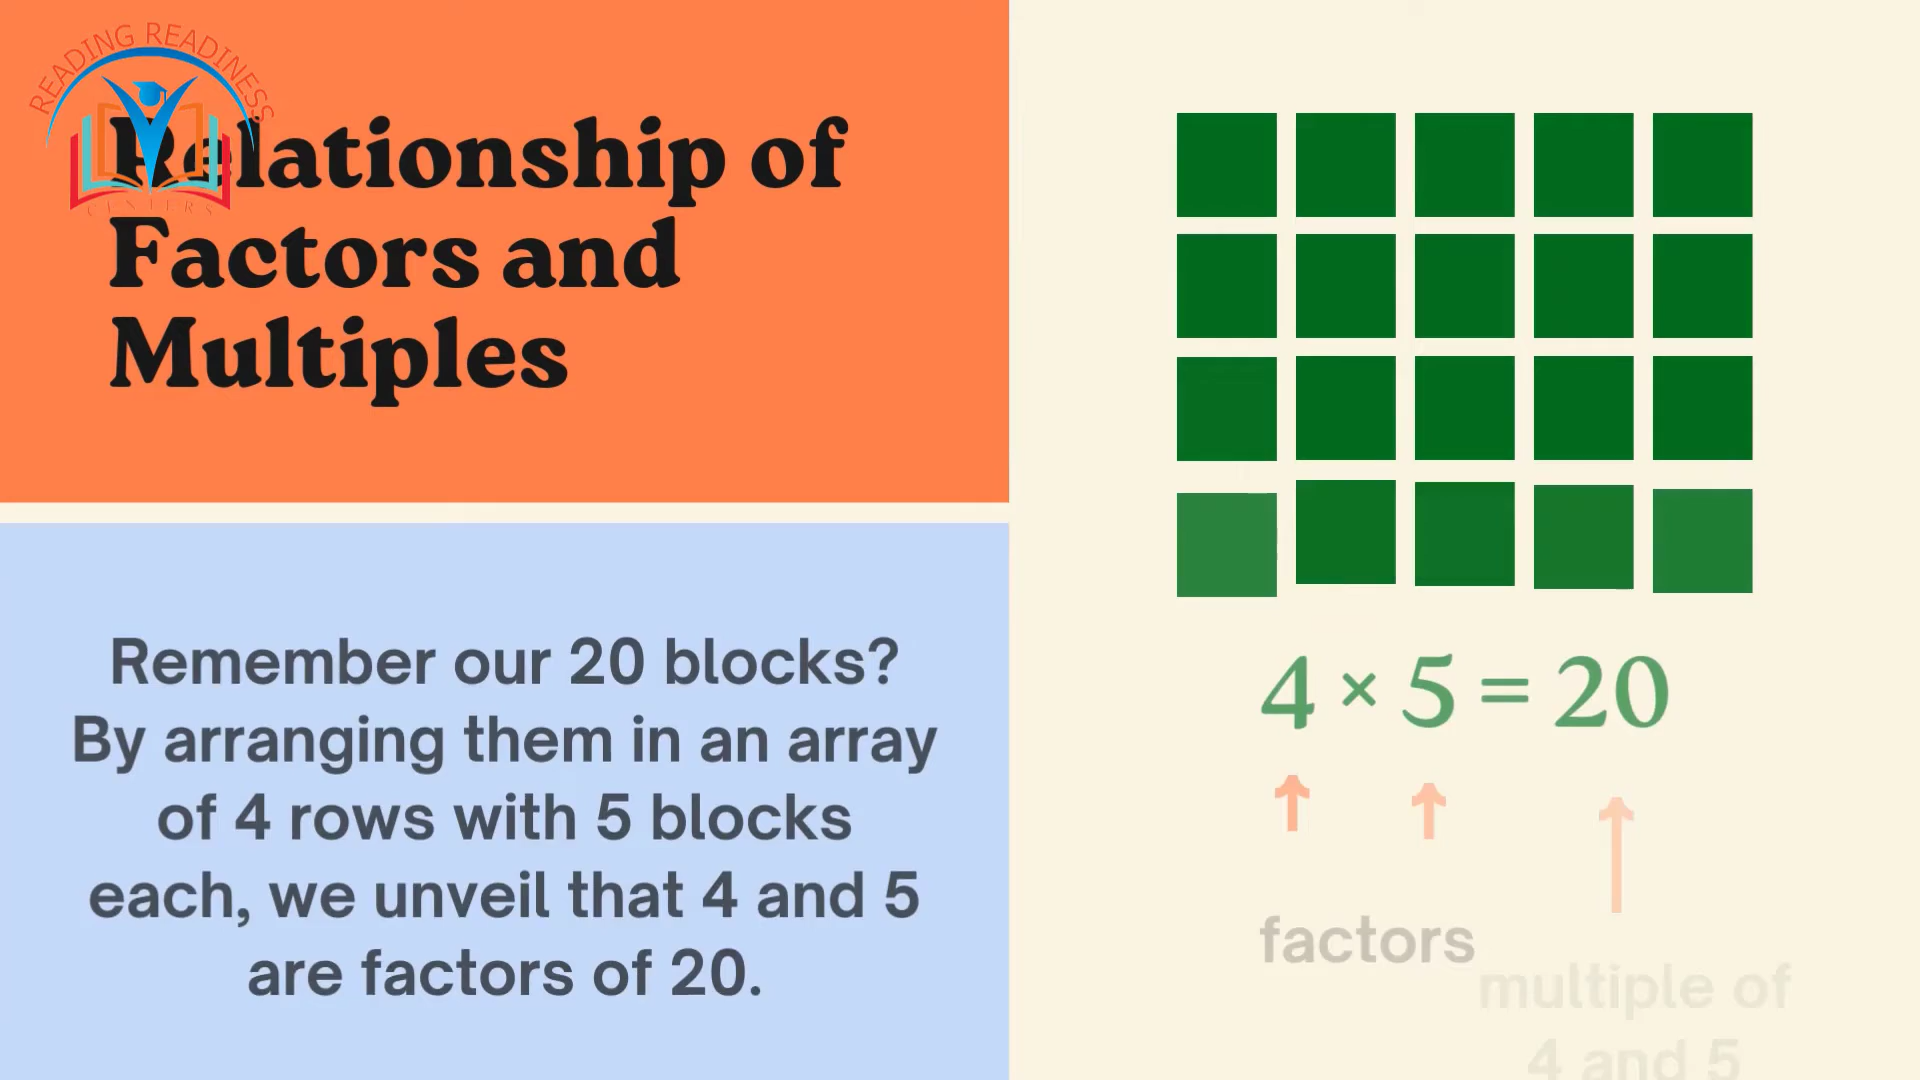 READING READINESS
CENTERS
Relationship of
Factors and
Multiples
Remember our 20 blocks?
By arranging them in an array
of 4 rows with 5 blocks
each, we unveil that 4 and 5
are factors of 20.
4 × 5 = 20
factors
multiple of
4 and 5